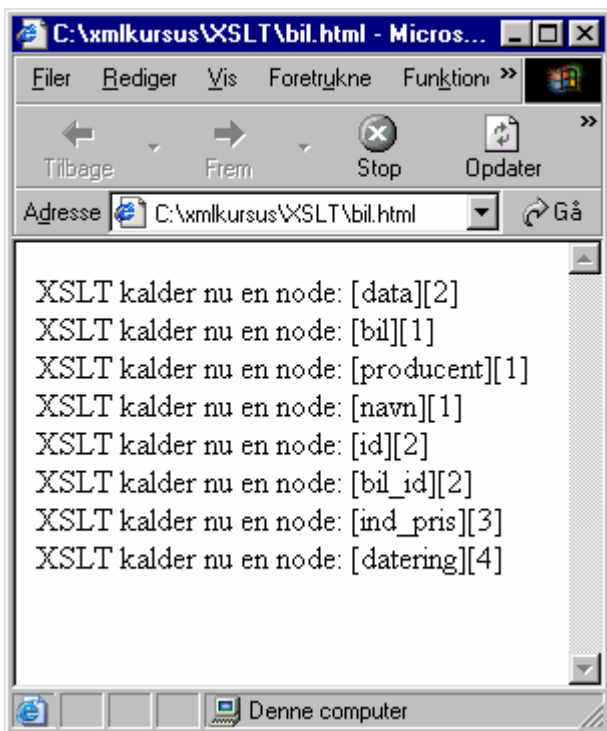 C:\xmlkursus\XSLT\bil.html - Micros...
Filer Rediger Vis Foretrukne Funktion »
Tilbage Frem Stop Opdater »
Adresse C:\xmlkursus\XSLT\bil.html Gå
XSLT kalder nu en node: [data][2]
XSLT kalder nu en node: [bil][1]
XSLT kalder nu en node: [producent][1]
XSLT kalder nu en node: [navn][1]
XSLT kalder nu en node: [id][2]
XSLT kalder nu en node: [bil_id][2]
XSLT kalder nu en node: [ind_pris][3]
XSLT kalder nu en node: [datering][4]
Denne computer